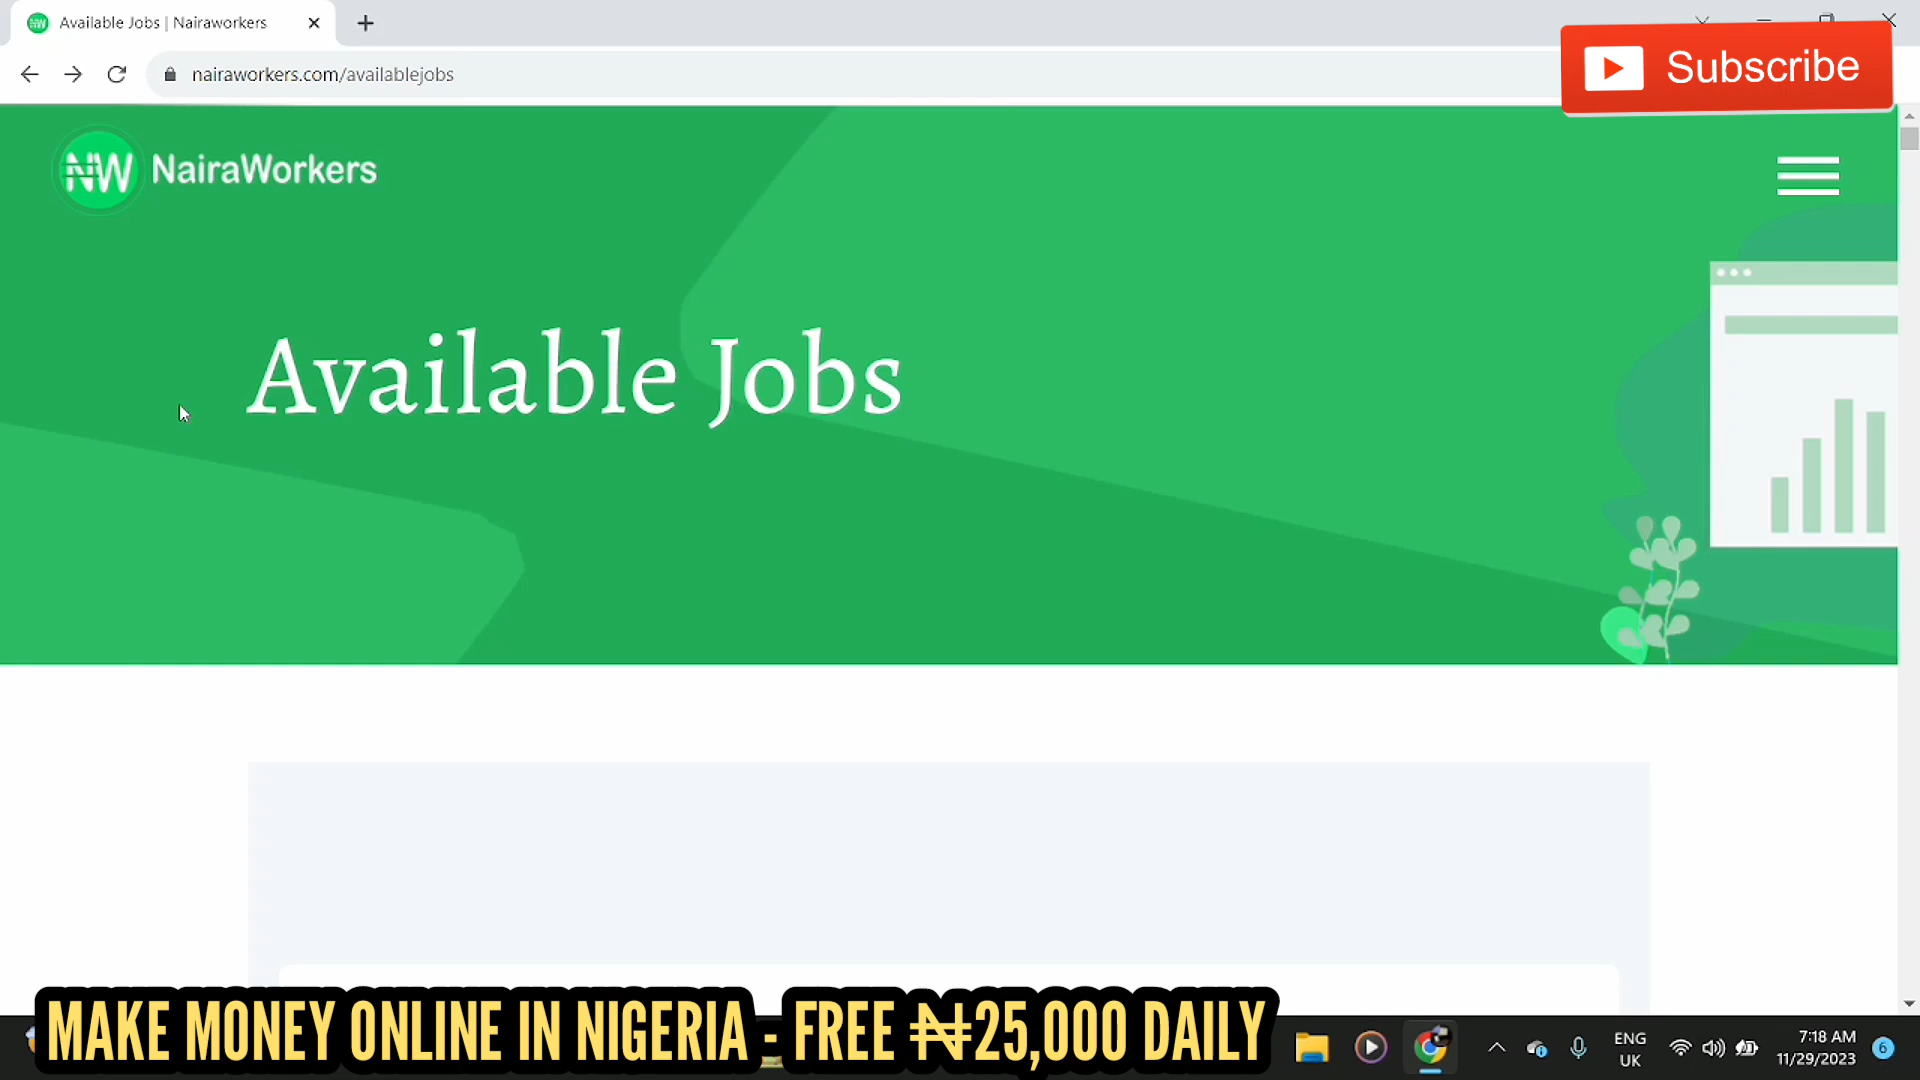 Available Jobs | Nairaworkers
nairaworkers.com/availablejobs
Subscribe
NW NairaWorkers
Available Jobs
MAKE MONEY ONLINE IN NIGERIA - FREE ₦25,000 DAILY
ENG
UK
7:18 AM
11/29/2023
6